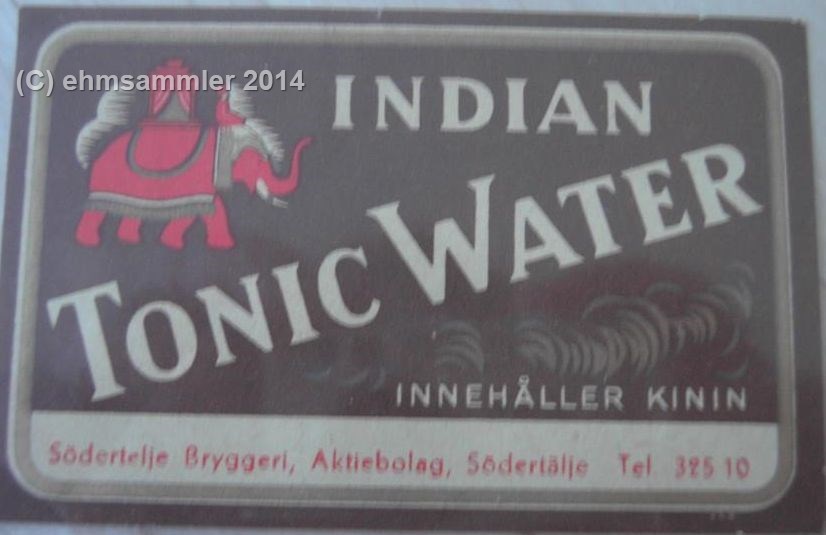 (C) ehmsammler 2014
INDIAN
TONIC WATER
INNEHÅLLER KININ
Södertelje Bryggeri, Aktiebolag, Södertälje Tel 325 10